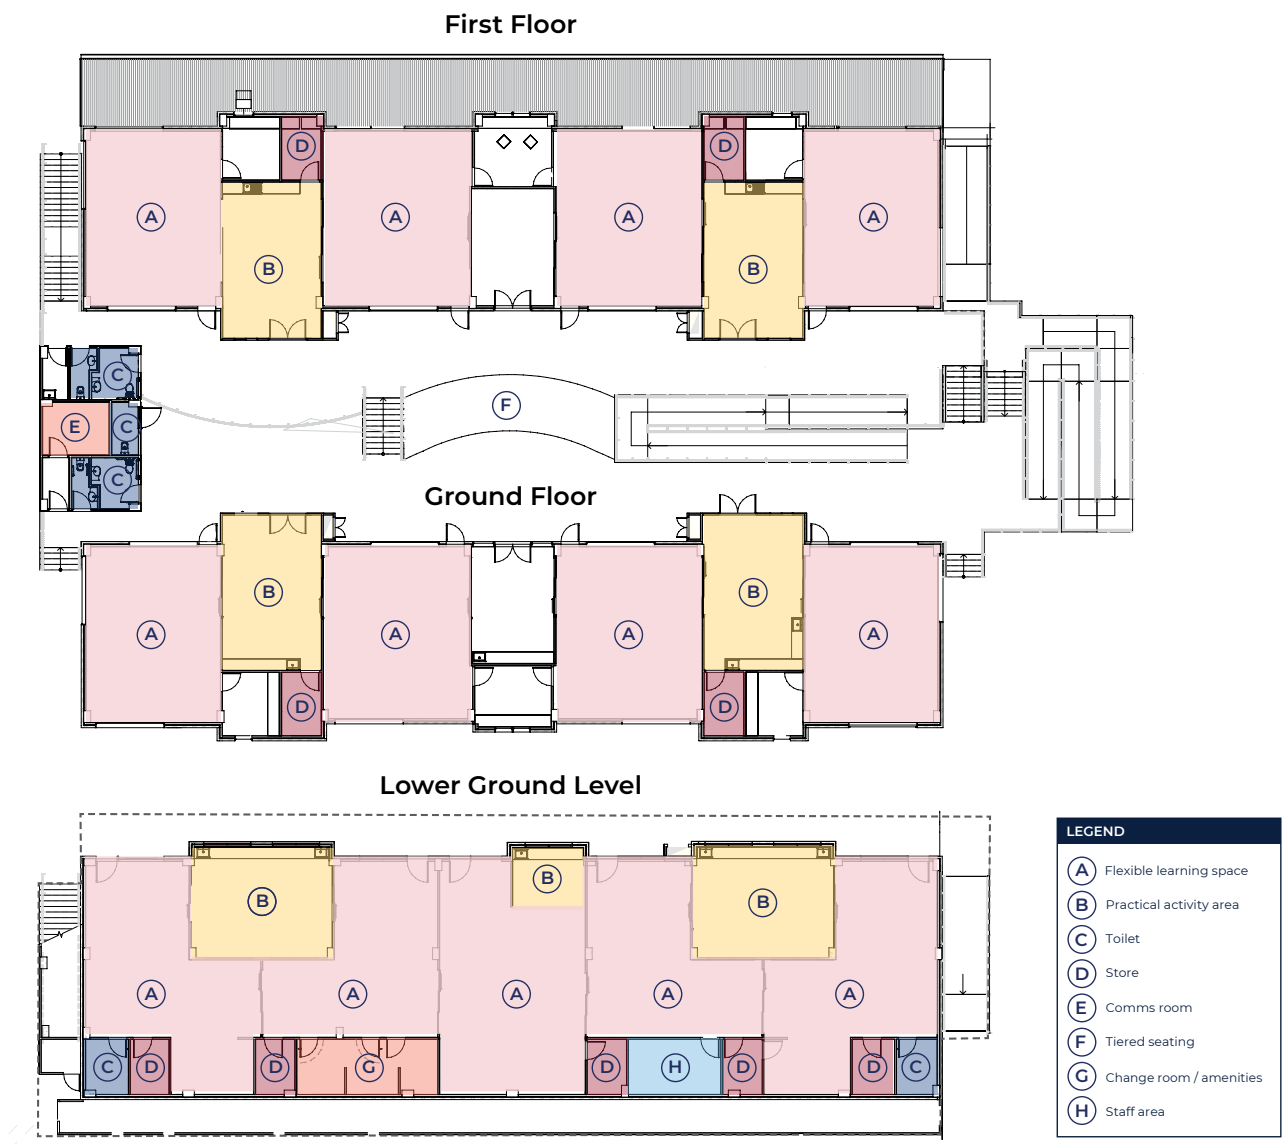 First Floor
D
D
A
A
A
A
B
B
C
F
E
C
C
Ground Floor
B
B
A
A
A
A
D
D
Lower Ground Level
B
B
B
A
A
A
A
A
C
D
D
G
D
H
D
D
C
LEGEND
A Flexible learning space
B Practical activity area
C Toilet
D Store
E Comms room
F Tiered seating
G Change room / amenities
H Staff area